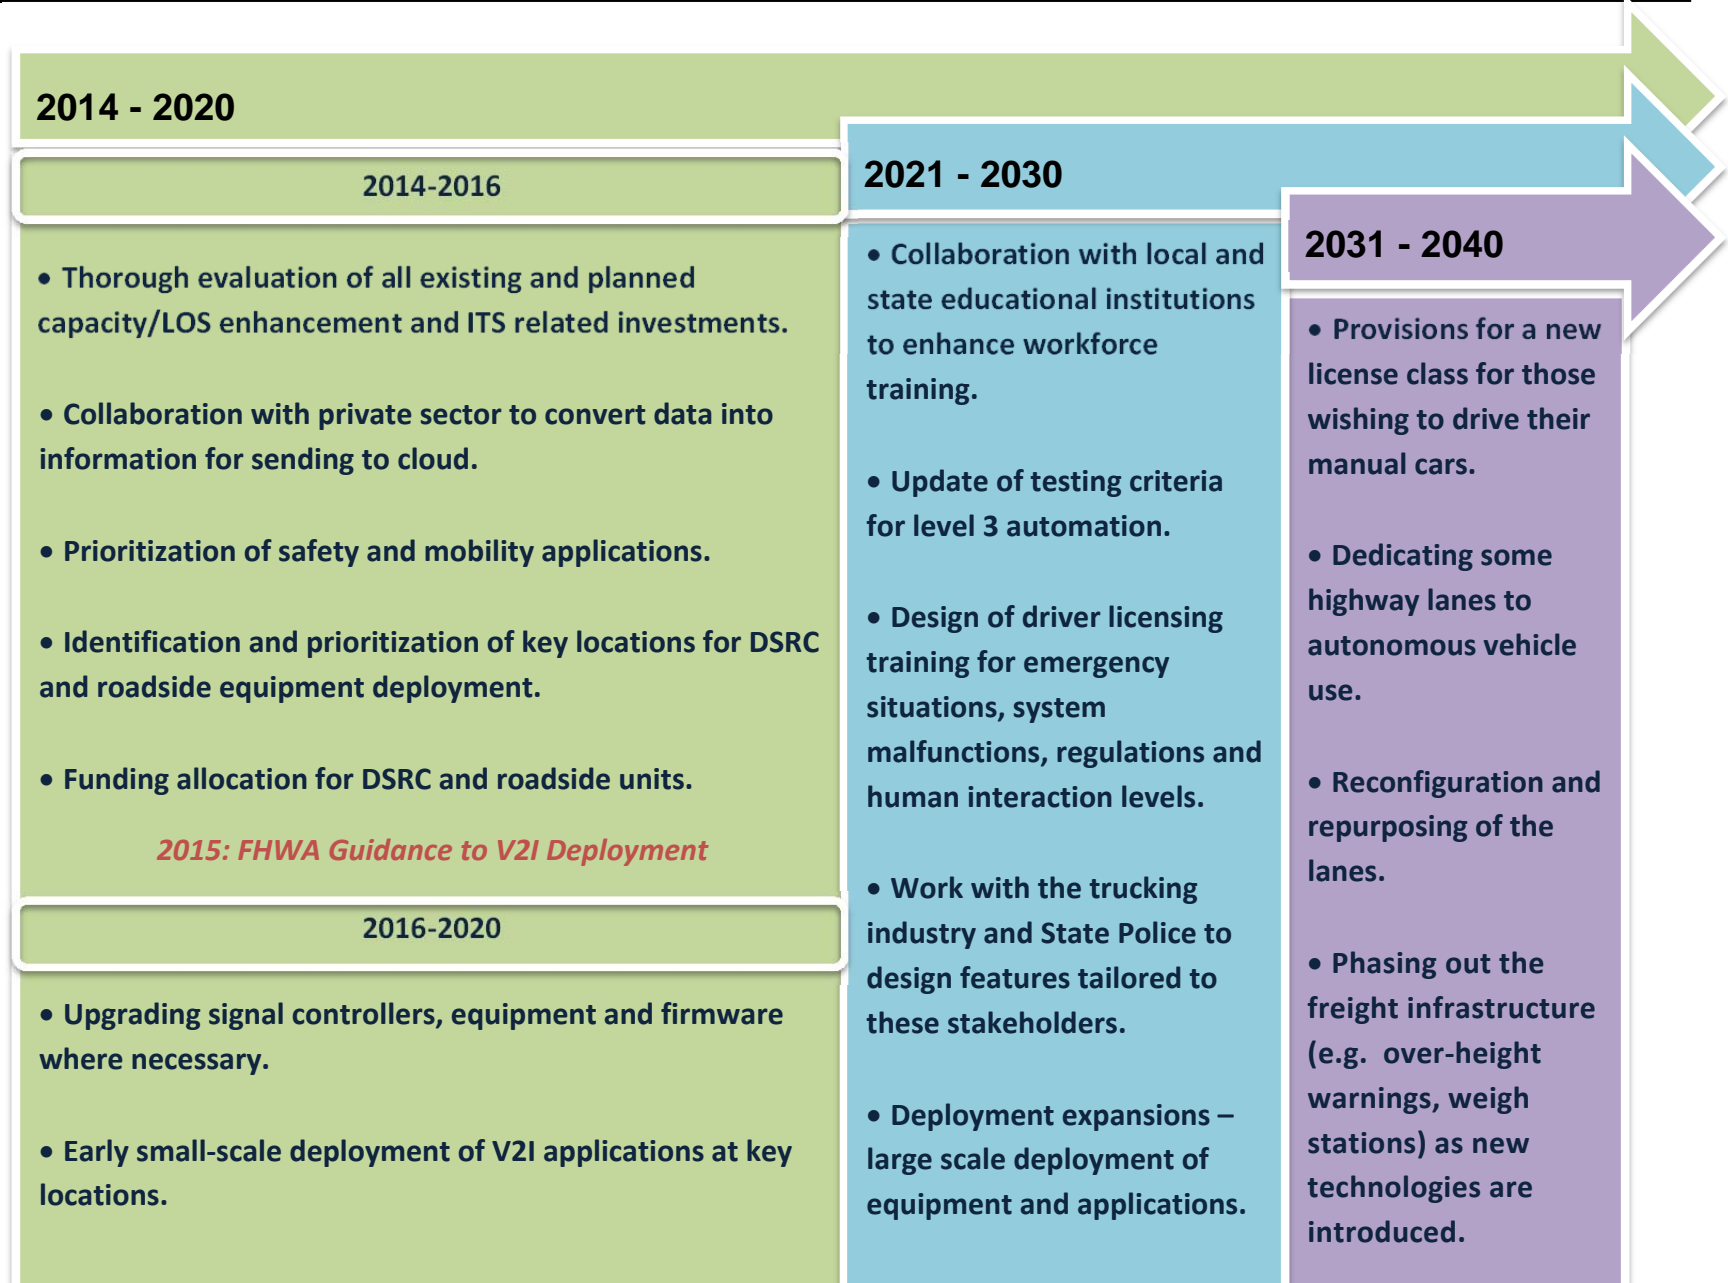 2014 - 2020
2014-2016
• Thorough evaluation of all existing and planned
capacity/LOS enhancement and ITS related investments.
• Collaboration with private sector to convert data into
information for sending to cloud.
• Prioritization of safety and mobility applications.
• Identification and prioritization of key locations for DSRC
and roadside equipment deployment.
• Funding allocation for DSRC and roadside units.
2015: FHWA Guidance to V2I Deployment
2016-2020
• Upgrading signal controllers, equipment and firmware
where necessary.
• Early small-scale deployment of V2I applications at key
locations.
2021 - 2030
• Collaboration with local and
state educational institutions
to enhance workforce
training.
• Update of testing criteria
for level 3 automation.
• Design of driver licensing
training for emergency
situations, system
malfunctions, regulations and
human interaction levels.
• Work with the trucking
industry and State Police to
design features tailored to
these stakeholders.
• Deployment expansions –
large scale deployment of
equipment and applications.
2031 - 2040
• Provisions for a new
license class for those
wishing to drive their
manual cars.
• Dedicating some
highway lanes to
autonomous vehicle
use.
• Reconfiguration and
repurposing of the
lanes.
• Phasing out the
freight infrastructure
(e.g. over-height
warnings, weigh
stations) as new
technologies are
introduced.